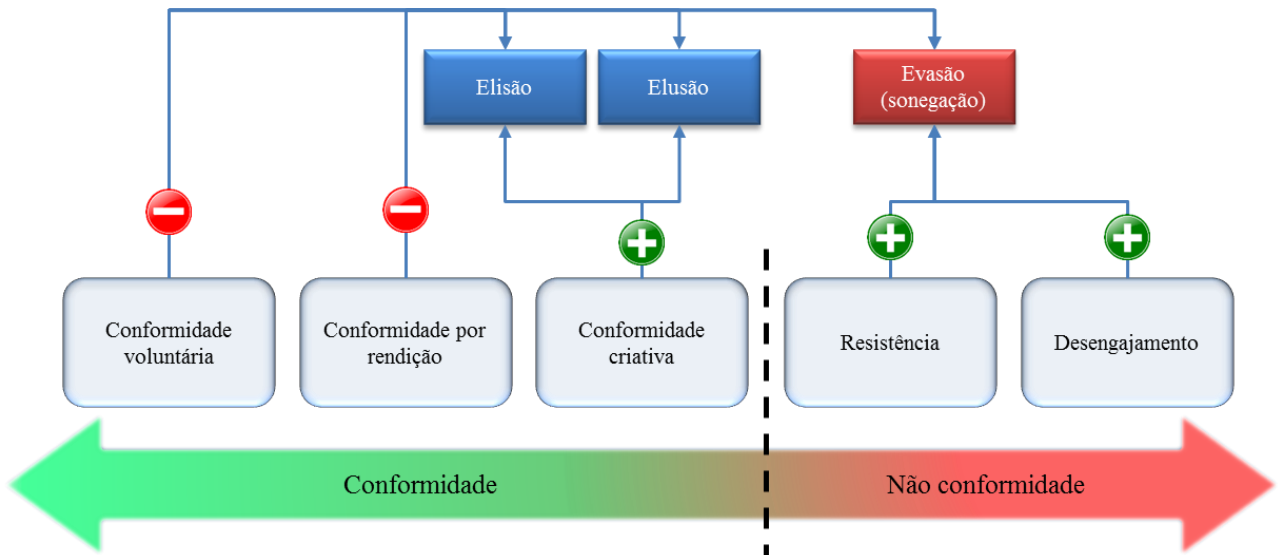 Elisão
Elusão
Evasão
(sonegação)
Conformidade
voluntária
Conformidade por
rendição
Conformidade
criativa
Resistência
Desengajamento
Conformidade
Não conformidade